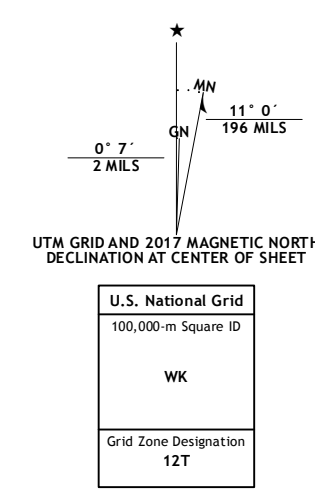 ★
MN
GN
11° 0´
196 MILS
0° 7´
2 MILS
UTM GRID AND 2017 MAGNETIC NORTH
DECLINATION AT CENTER OF SHEET
U.S. National Grid
100,000-m Square ID
WK
Grid Zone Designation
12T